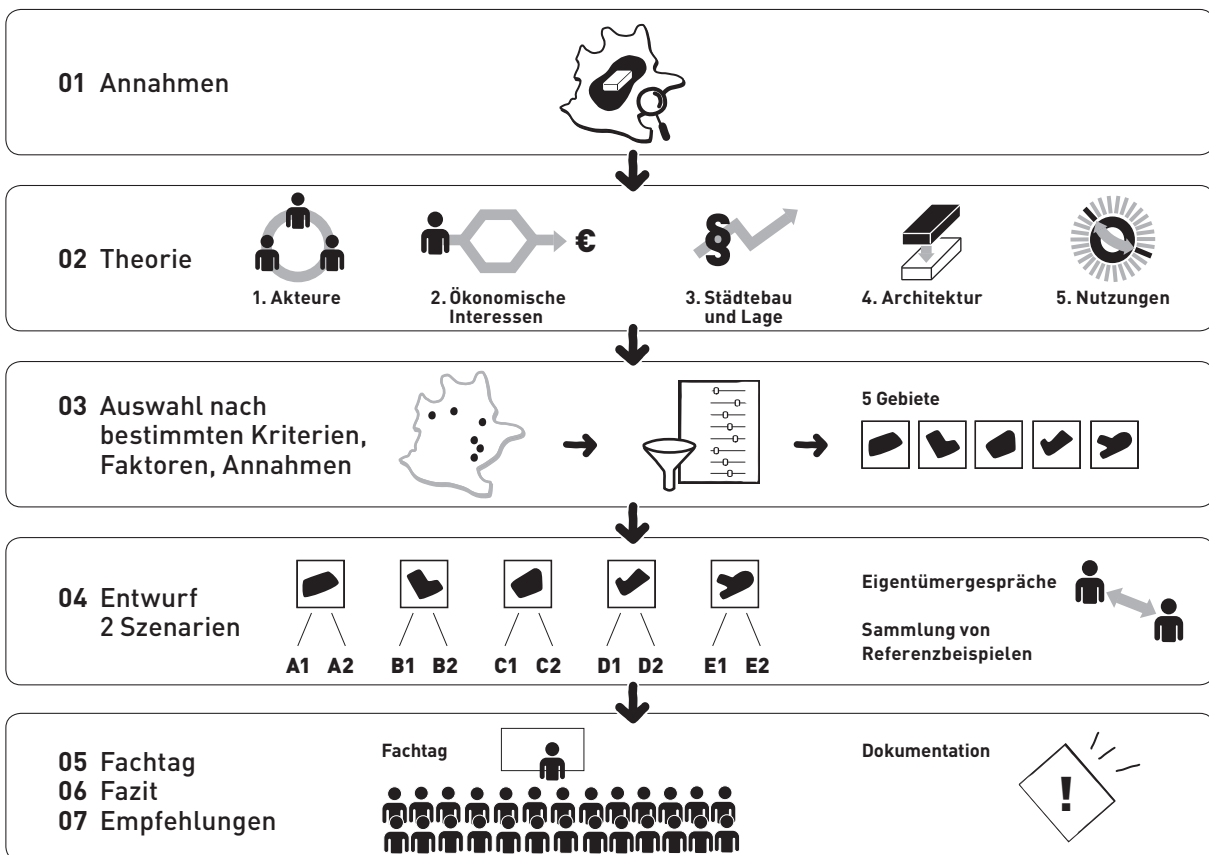 01 Annahmen
02 Theorie
1. Akteure
2. Ökonomische
Interessen
€
§
3. Städtebau
und Lage
4. Architektur
5. Nutzungen
03 Auswahl nach
bestimmten Kriterien,
Faktoren, Annahmen
5 Gebiete
04 Entwurf
2 Szenarien
A1 A2 B1 B2 C1 C2 D1 D2 E1 E2
Eigentümergespräche
Sammlung von
Referenzbeispielen
05 Fachtag
06 Fazit
07 Empfehlungen
Fachtag
Dokumentation
!